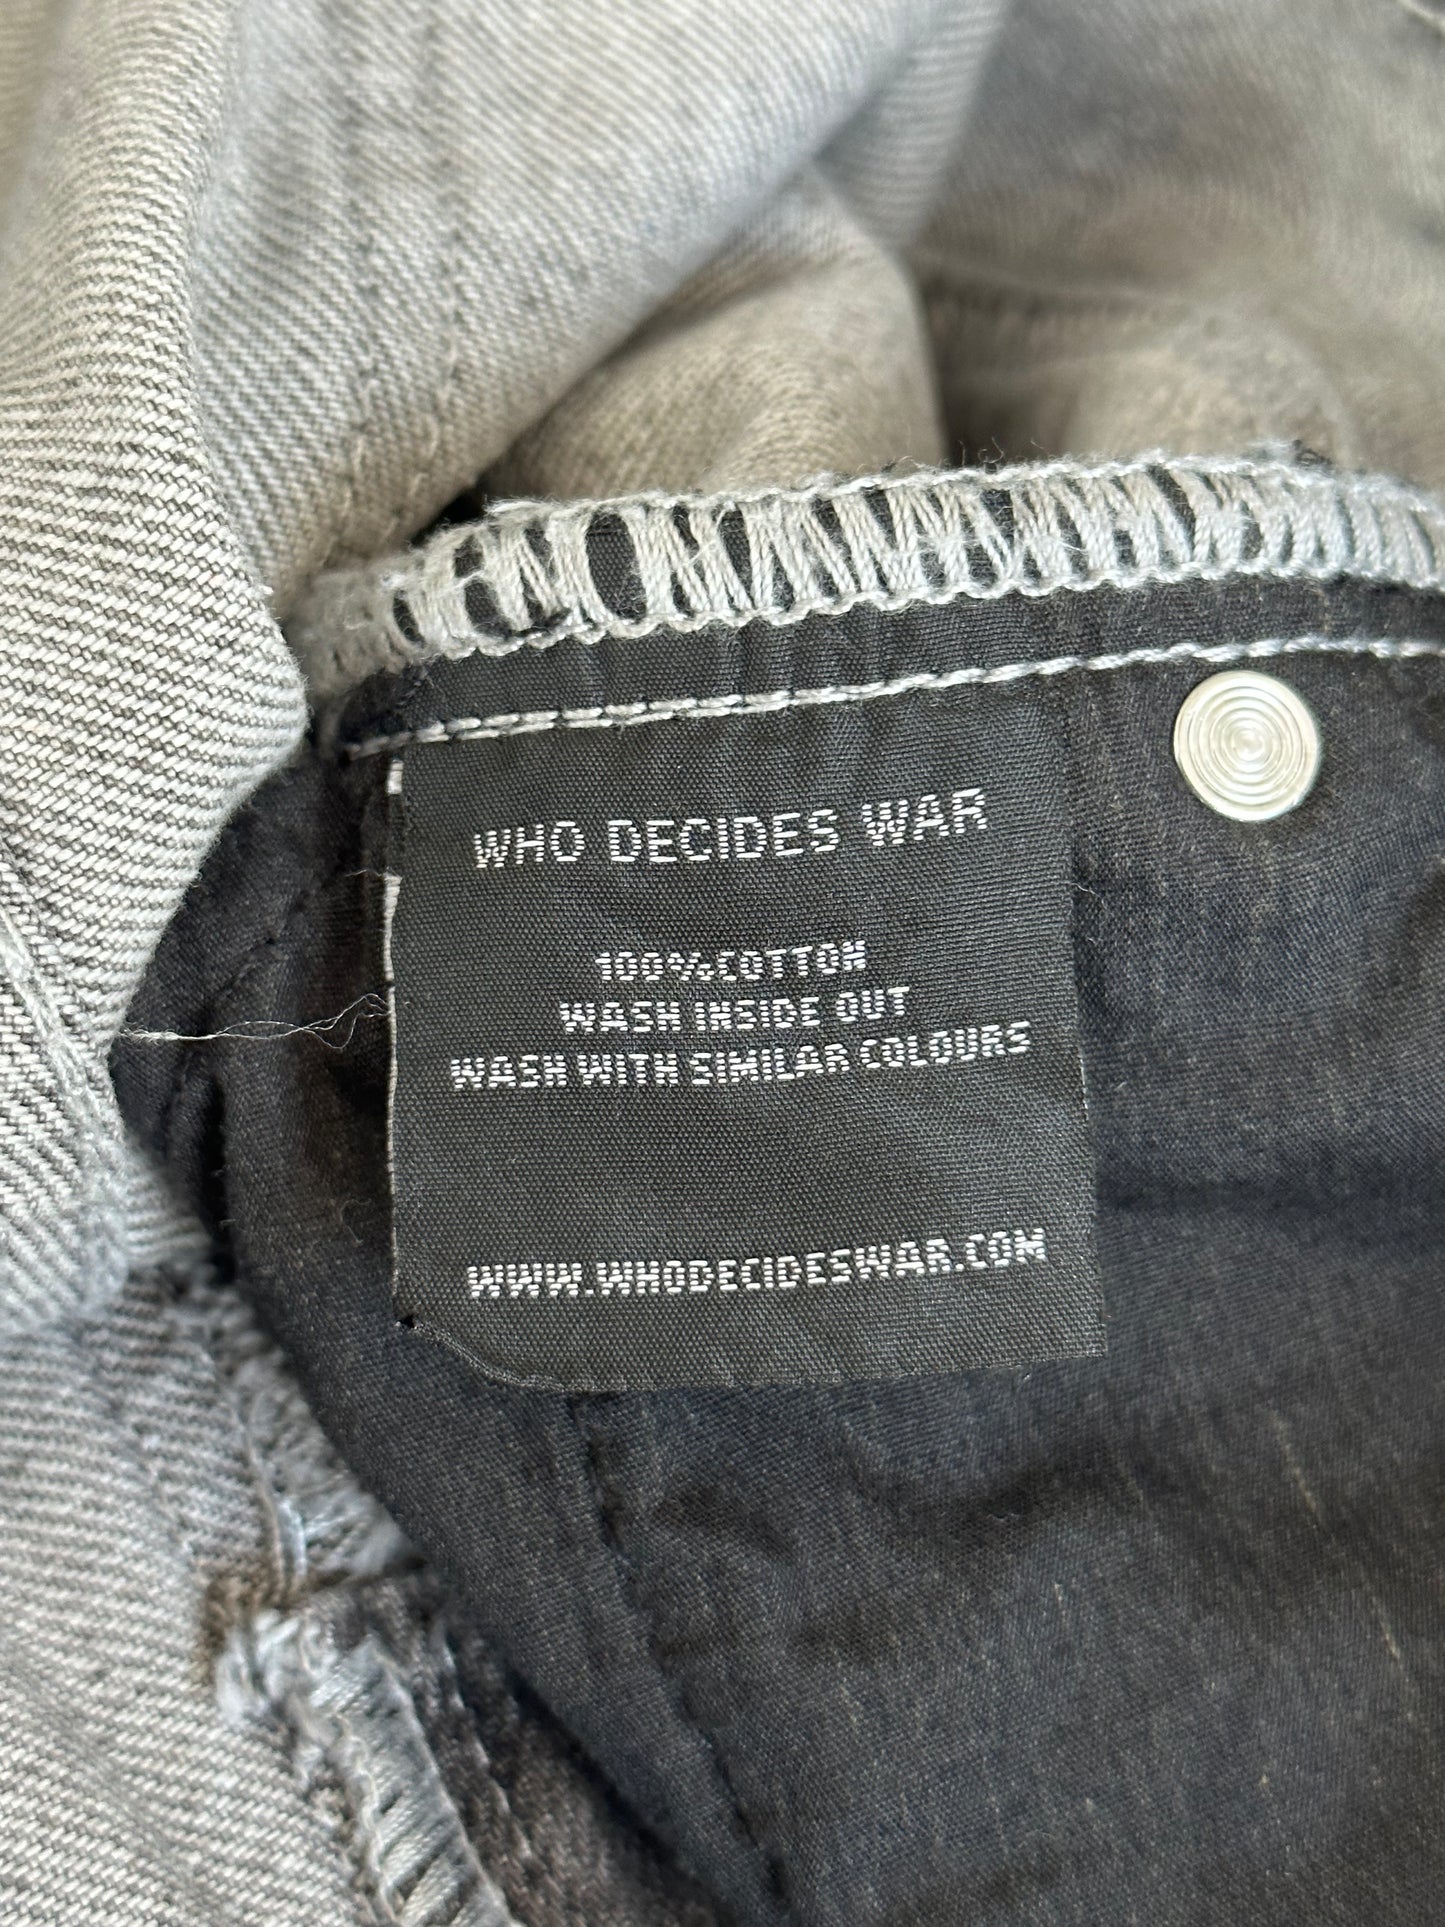 WHO DECIDES WAR
100%COTTON
WASH INSIDE OUT
WASH WITH SIMILAR COLOURS
WWW.WHODECIDESWAR.COM